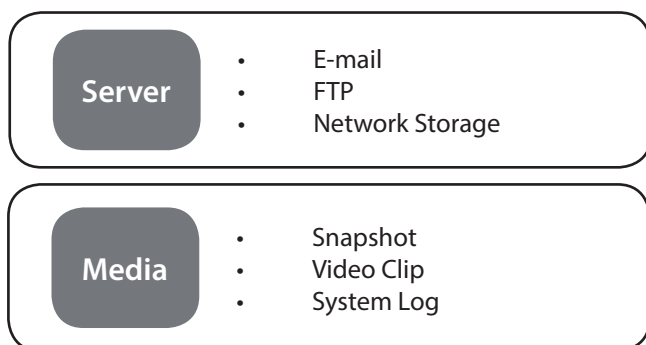 Server
• E-mail
• FTP
• Network Storage
Media
• Snapshot
• Video Clip
• System Log